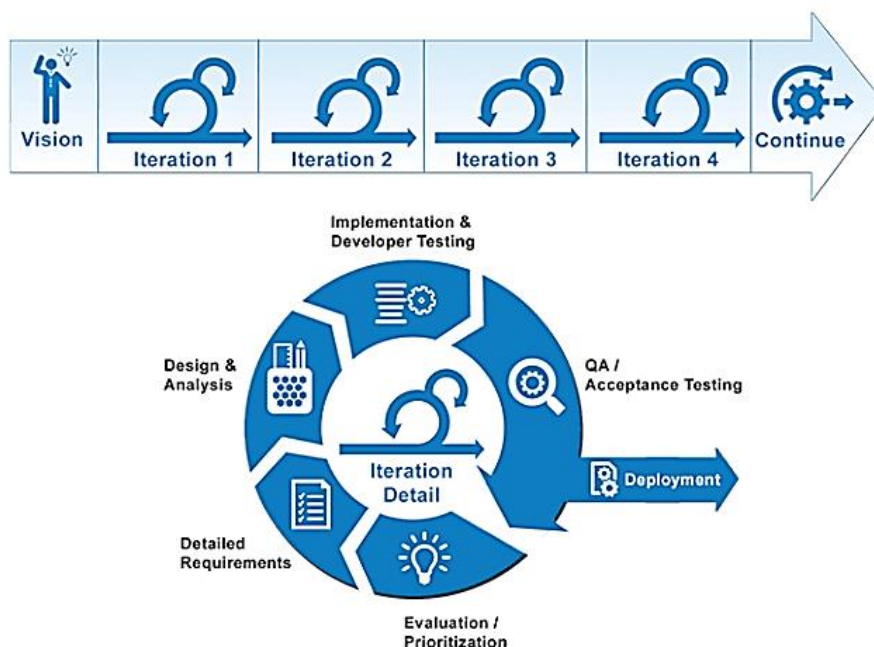 Vision
Iteration 1
Iteration 2
Iteration 3
Iteration 4
Continue
Implementation &
Developer Testing
Design &
Analysis
QA /
Acceptance Testing
Iteration
Detail
Deployment
Detailed
Requirements
Evaluation /
Prioritization